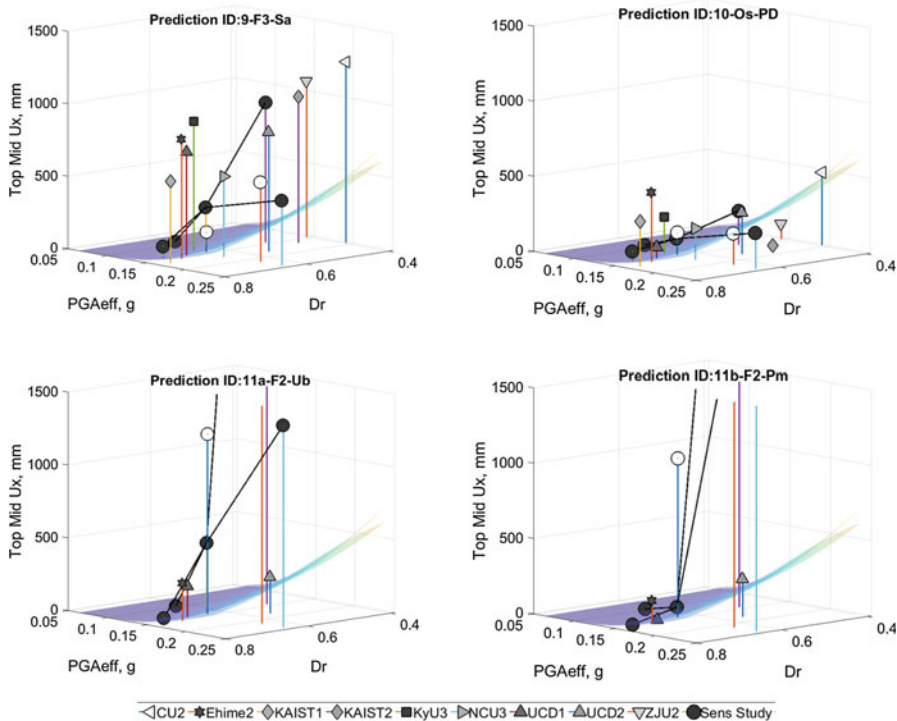 Prediction ID:9-F3-Sa
1500
1000
500
0
Top Mid Ux, mm
0.05
0.1
0.15
0.2
0.25
PGAeff, g
0.8
0.6
0.4
Dr
Prediction ID:10-Os-PD
1500
1000
500
0
Top Mid Ux, mm
0.05
0.1
0.15
0.2
0.25
PGAeff, g
0.8
0.6
0.4
Dr
Prediction ID:11a-F2-Ub
1500
1000
500
0
Top Mid Ux, mm
0.05
0.1
0.15
0.2
0.25
PGAeff, g
0.8
0.6
0.4
Dr
Prediction ID:11b-F2-Pm
1500
1000
500
0
Top Mid Ux, mm
0.05
0.1
0.15
0.2
0.25
PGAeff, g
0.8
0.6
0.4
Dr
CU2 Ehime2 KAIST1 KAIST2 KyU3 NCU3 UCD1 UCD2 ZJU2 Sens Study